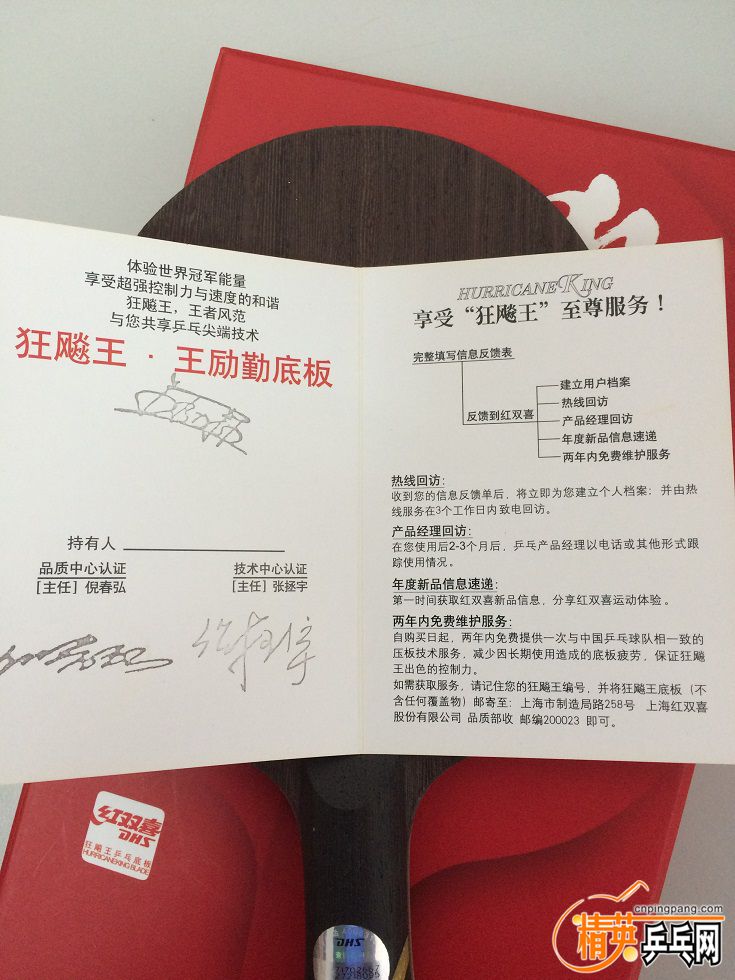 体验世界冠军能量
享受超强控制力与速度的和谐
狂飚王，王者风范
与您共享乒乓尖端技术
狂飚王·王励勤底板
持有人
品质中心认证
[主任] 倪春弘
技术中心认证
[主任] 张拯宇
HURRICANE KING
享受“狂飚王”至尊服务！
完整填写信息反馈表
反馈到红双喜
建立用户档案
热线回访
产品经理回访
年度新品信息速递
两年内免费维护服务
热线回访：
收到您的信息反馈单后，将立即为您建立个人档案；并由热
线服务在3个工作日内致电回访。
产品经理回访：
在您使用后2-3个月后，乒乓产品经理以电话或其他形式跟
踪使用情况。
年度新品信息速递：
第一时间获取红双喜新品信息，分享红双喜运动体验。
两年内免费维护服务：
自购买日起，两年内免费提供一次与中国乒乓球队相一致的
压板技术服务，减少因长期使用造成的底板疲劳，保证狂飚
王出色的控制力。
如需获取服务，请记住您的狂飚王编号，并将狂飚王底板（不
含任何覆盖物）邮寄至：上海市制造局路258号 上海红双喜
股份有限公司 品质部收 邮编200023 即可。
红双喜
DHS
狂飚王乒乓底板
HURRICANEKING BLADE
DHS
cnpingpang.com
精英乒乓网